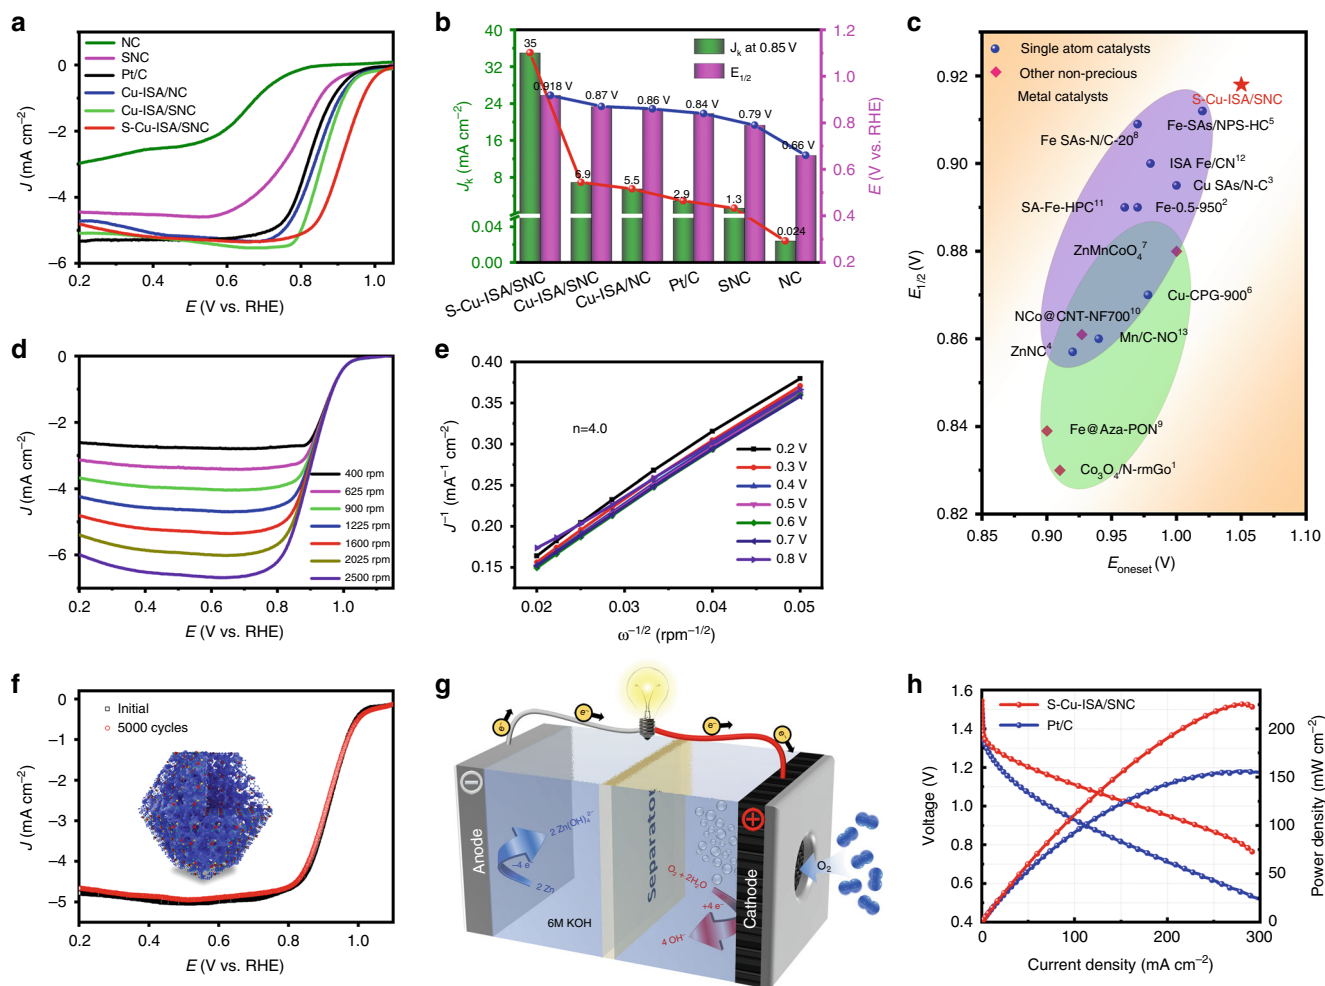 a
0
−2
−4
−6
J (mA cm−2)
NC
SNC
Pt/C
Cu-ISA/NC
Cu-ISA/SNC
S-Cu-ISA/SNC
0.2
0.4
0.6
0.8
1.0
E (V vs. RHE)
b
40
32
24
16
8
0.04
0.00
Jk (mA cm−2)
Jk at 0.85 V
E1/2
35
6.9
5.5
2.9
1.3
0.024
0.918 V
0.87 V
0.86 V
0.84 V
0.79 V
0.66 V
1.2
1.0
0.8
0.6
0.4
0.2
E (V vs. RHE)
S-Cu-ISA/SNC
Cu-ISA/SNC
Cu-ISA/NC
Pt/C
SNC
NC
c
0.92
0.90
0.88
0.86
0.84
0.82
E1/2 (V)
Single atom catalysts
Other non-precious
Metal catalysts
S-Cu-ISA/SNC
Fe-SAs/NPS-HC5
Fe SAs-N/C-208
ISA Fe/CN12
Cu SAs/N-C3
SA-Fe-HPC11
Fe-0.5-9502
ZnMnCoO47
Cu-CPG-9006
NCo@CNT-NF70010
Mn/C-NO13
ZnNC4
Fe@Aza-PON9
Co3O4/N-rmGo1
0.85
0.90
0.95
1.00
1.05
1.10
Eoneset (V)
d
0
−2
−4
−6
J (mA cm−2)
400 rpm
625 rpm
900 rpm
1225 rpm
1600 rpm
2025 rpm
2500 rpm
0.2
0.4
0.6
0.8
1.0
E (V vs. RHE)
e
0.40
0.35
0.30
0.25
0.20
0.15
J−1 (mA−1 cm−2)
n=4.0
0.2 V
0.3 V
0.4 V
0.5 V
0.6 V
0.7 V
0.8 V
0.02
0.03
0.04
0.05
ω−1/2 (rpm−1/2)
f
0
−1
−2
−3
−4
−5
J (mA cm−2)
Initial
5000 cycles
0.2
0.4
0.6
0.8
1.0
E (V vs. RHE)
g
e−
e−
e−
e−
Anode
2 Zn(OH)42−
−4 e−
2 Zn
6M KOH
Separator
O2 + 2H2O
+4 e−
4 OH−
Cathode
O2
h
1.6
1.4
1.2
1.0
0.8
0.6
0.4
Voltage (V)
S-Cu-ISA/SNC
Pt/C
200
150
100
50
0
Power density (mW cm−2)
0
100
200
300
Current density (mA cm−2)